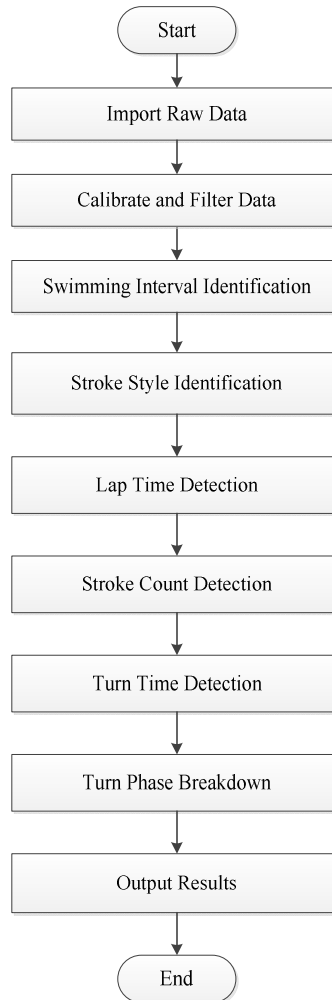 Start
Import Raw Data
Calibrate and Filter Data
Swimming Interval Identification
Stroke Style Identification
Lap Time Detection
Stroke Count Detection
Turn Time Detection
Turn Phase Breakdown
Output Results
End